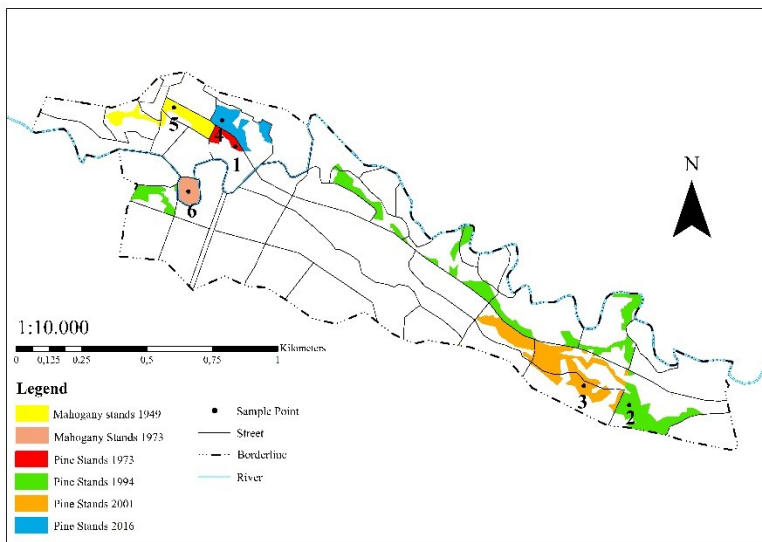 5
4
1
N
6
1:10.000
Kilometers
0 0,125 0.25 0,5 0,75 1
3
2
Legend
Mahogany stands 1949
Mahogany Stands 1973
Pine Stands 1973
Pine Stands 1994
Pine Stands 2001
Pine Stands 2016
Sample Point
Street
Borderline
River